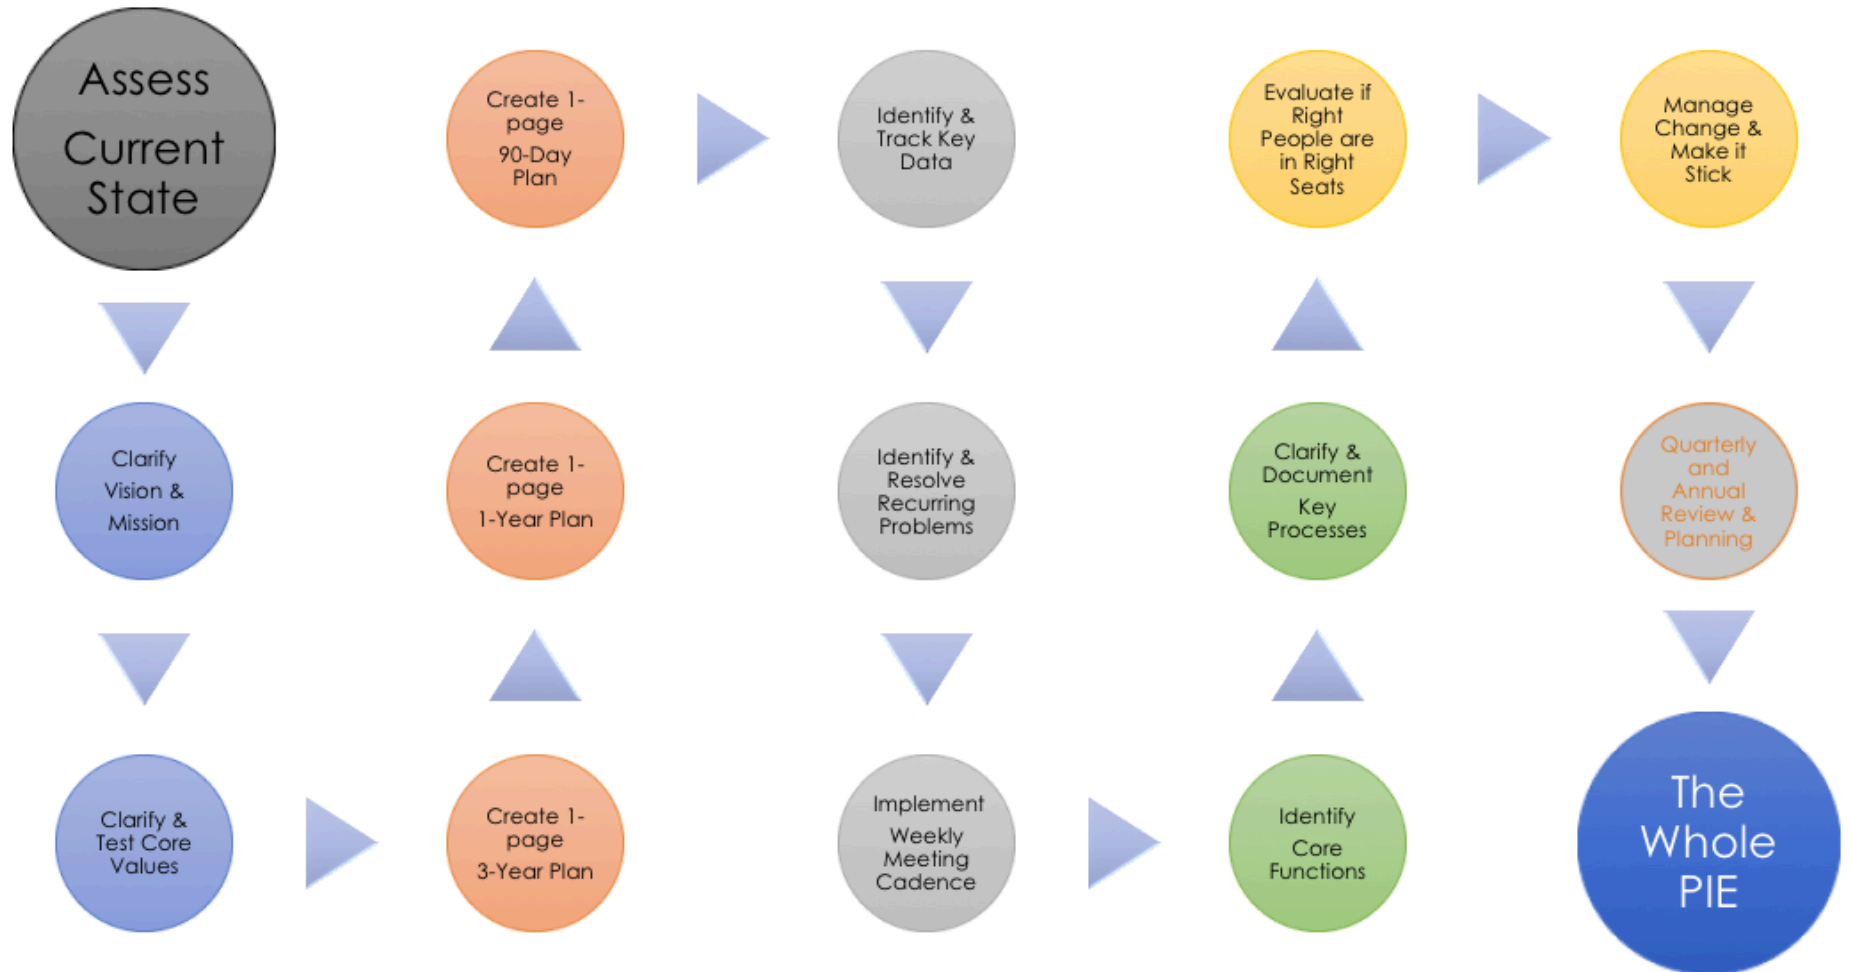 Assess
Current
State
Clarify
Vision &
Mission
Clarify &
Test Core
Values
Create 1-
page
3-Year Plan
Create 1-
page
1-Year Plan
Create 1-
page
90-Day
Plan
Identify &
Track Key
Data
Identify &
Resolve
Recurring
Problems
Implement
Weekly
Meeting
Cadence
Identify
Core
Functions
Clarify &
Document
Key
Processes
Evaluate if
Right
People are
in Right
Seats
Manage
Change &
Make it
Stick
Quarterly
and
Annual
Review &
Planning
The
Whole
PIE